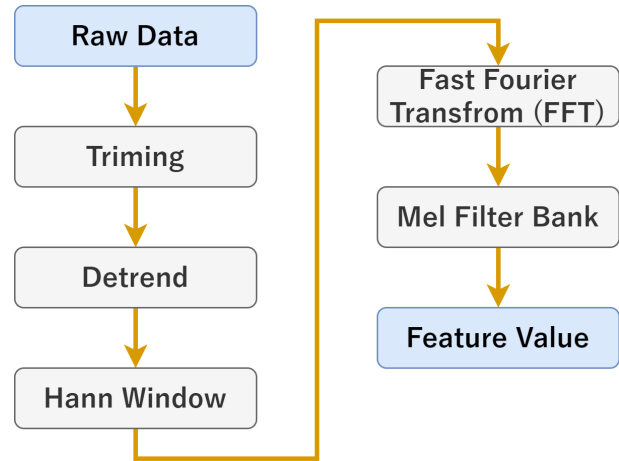 Raw Data
Triming
Detrend
Hann Window
Fast Fourier
Transfrom (FFT)
Mel Filter Bank
Feature Value